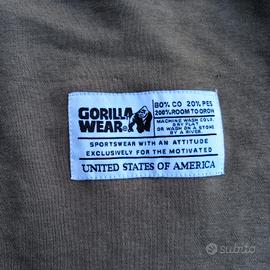 GORILLA
WEAR®
80% CO 20% PES
200% ROOM TO GROW
MACHINE WASH COLD.
DRY FLAT
OR WASH ON A STONE
BY A RIVER
SPORTSWEAR WITH AN ATTITUDE
EXCLUSIVELY FOR THE MOTIVATED
UNITED STATES OF AMERICA
subito